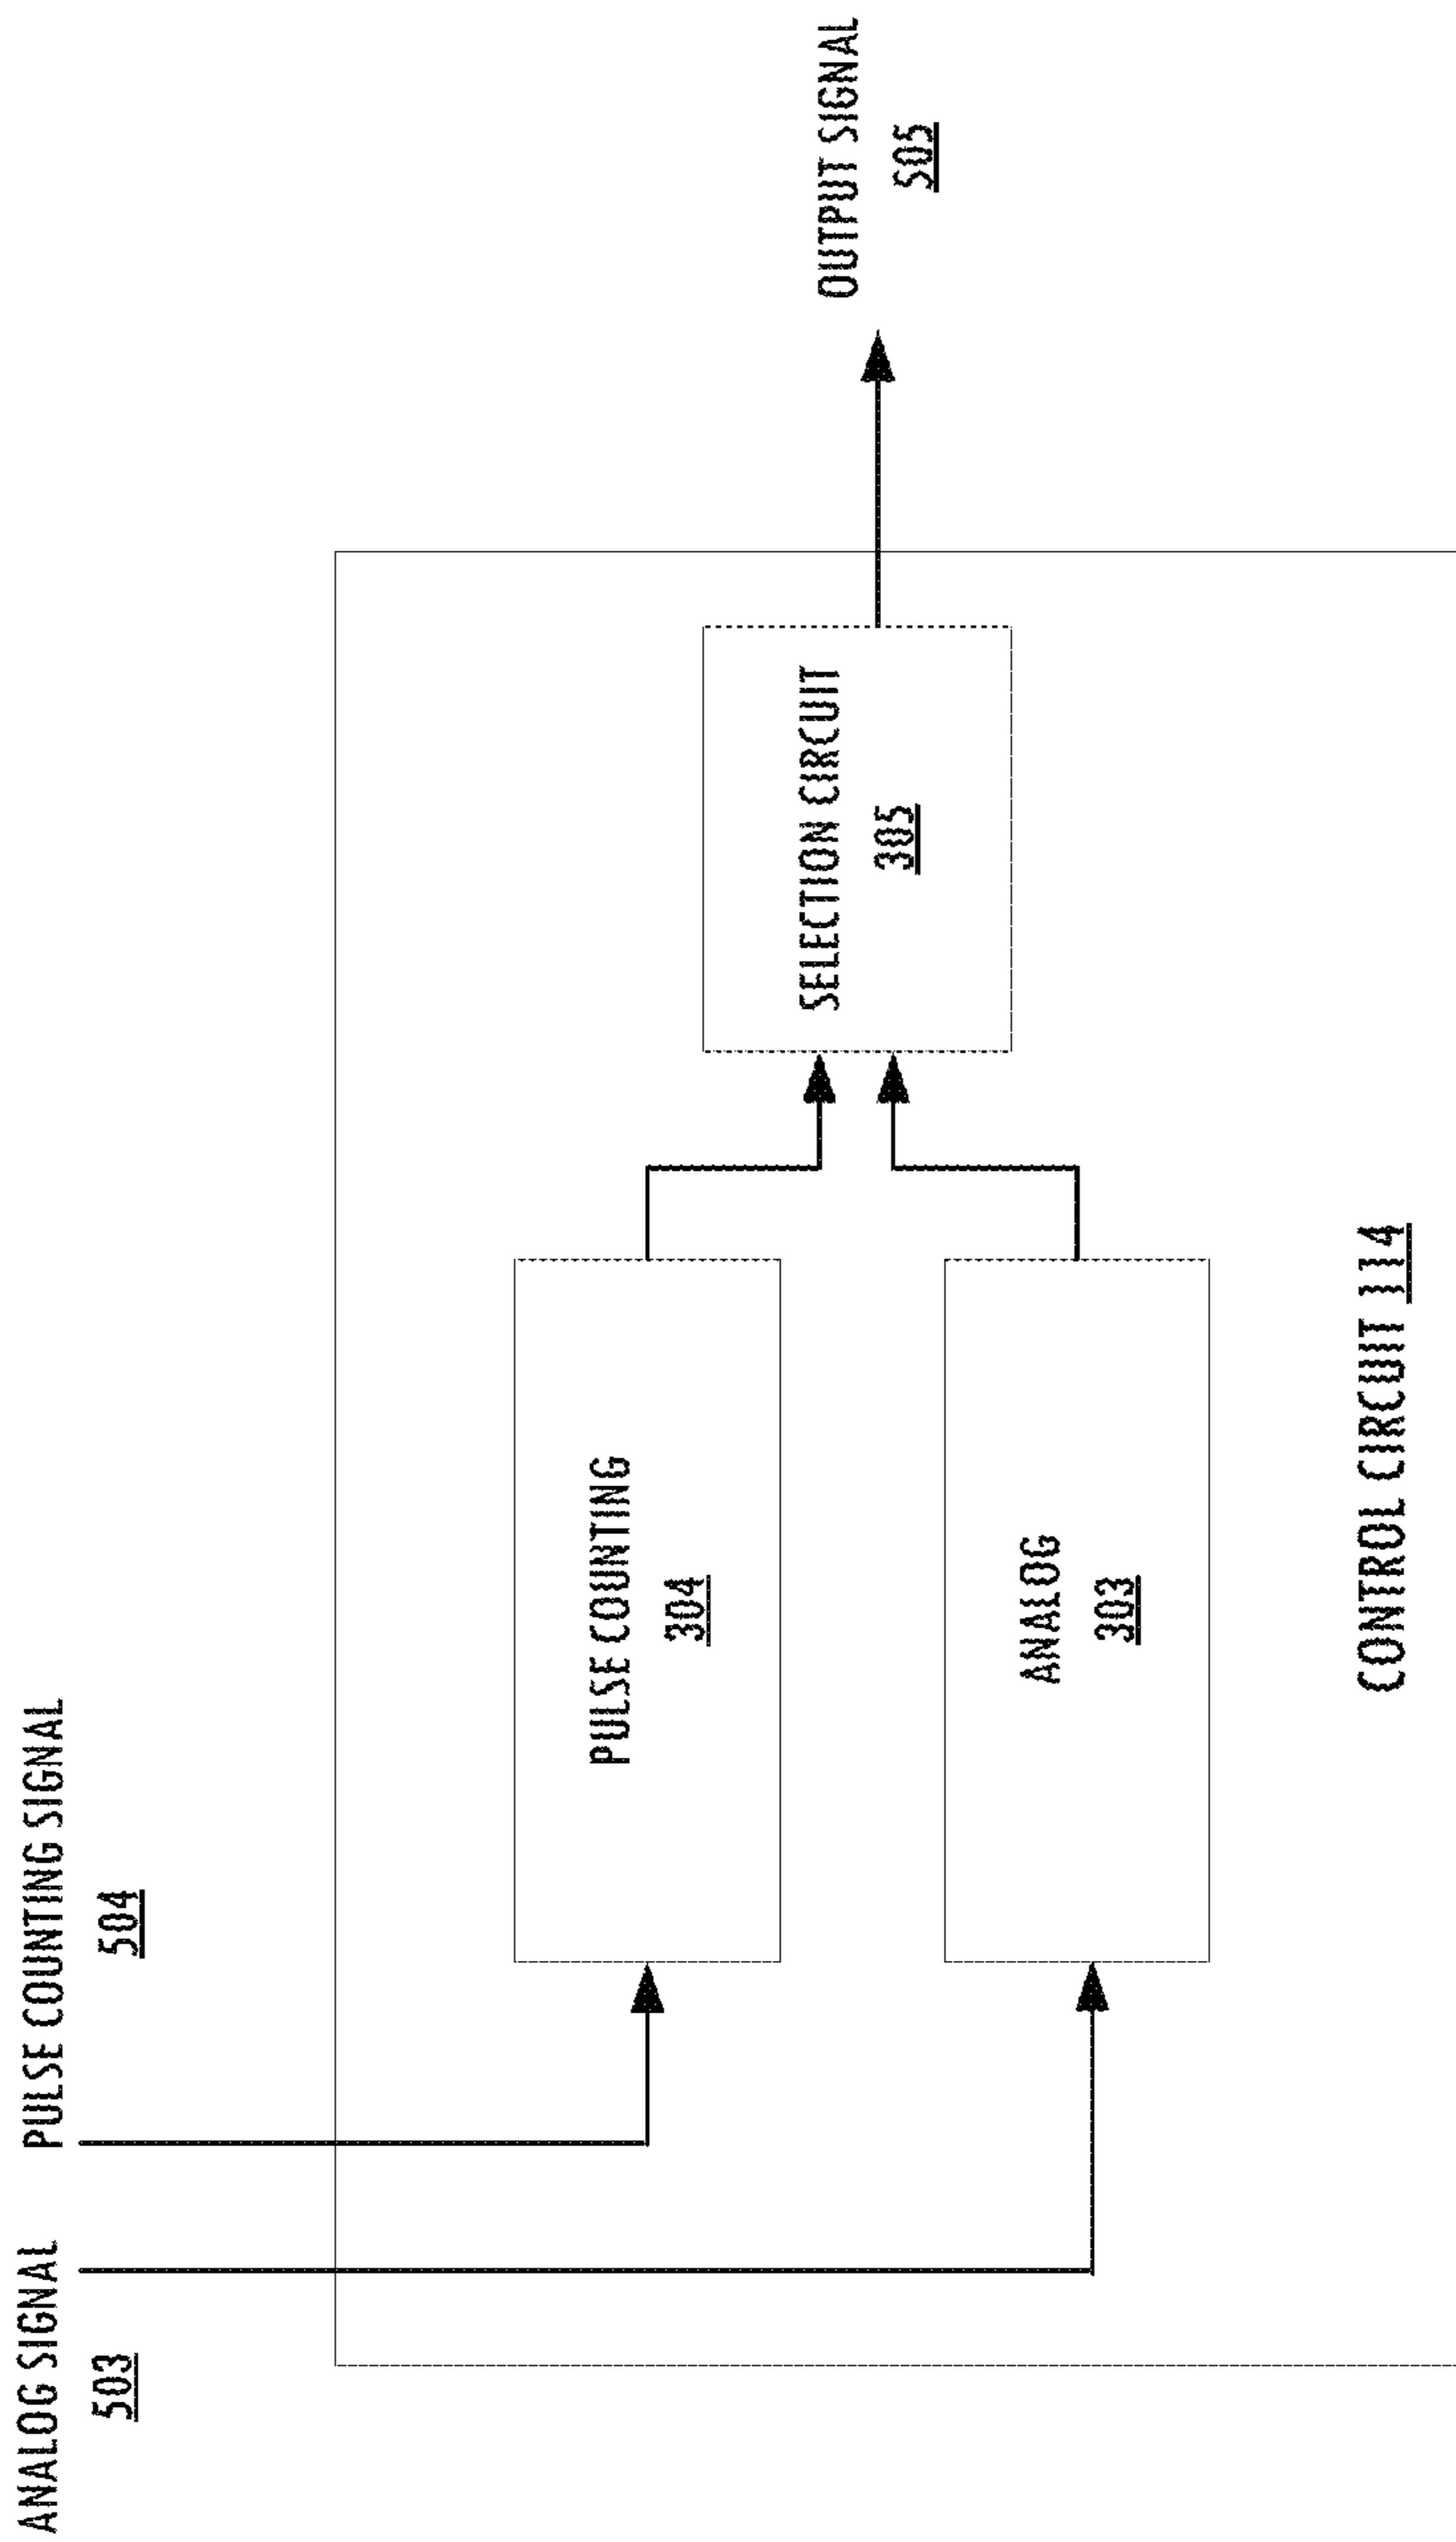 ANALOG SIGNAL
503
PULSE COUNTING SIGNAL
504
PULSE COUNTING
304
SELECTION CIRCUIT
305
OUTPUT SIGNAL
505
ANALOG
303
CONTROL CIRCUIT 114